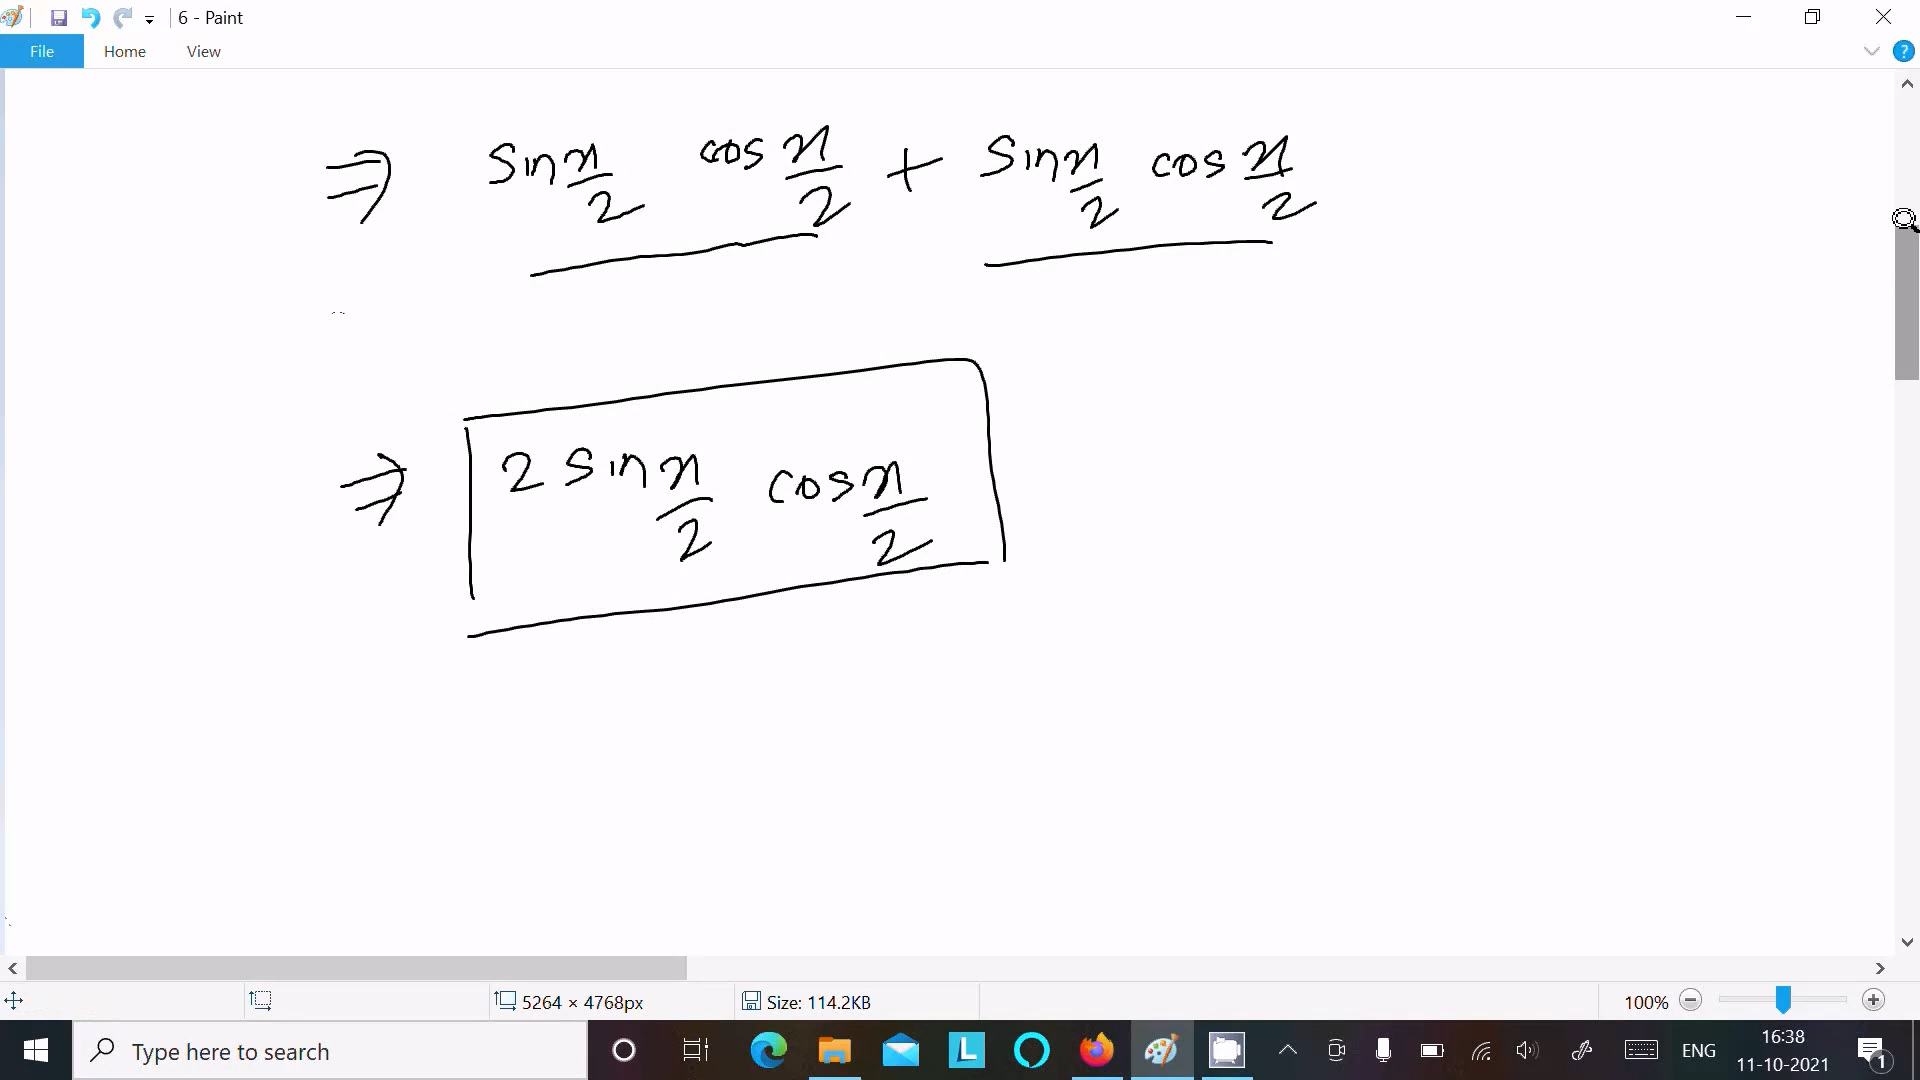 6 - Paint
File Home View
⇒ sin x/2 cos x/2 + sin x/2 cos x/2
⇒ 2 sin x/2 cos x/2
5264 × 4768px Size: 114.2KB 100%
Type here to search L ENG 16:38
11-10-2021 1